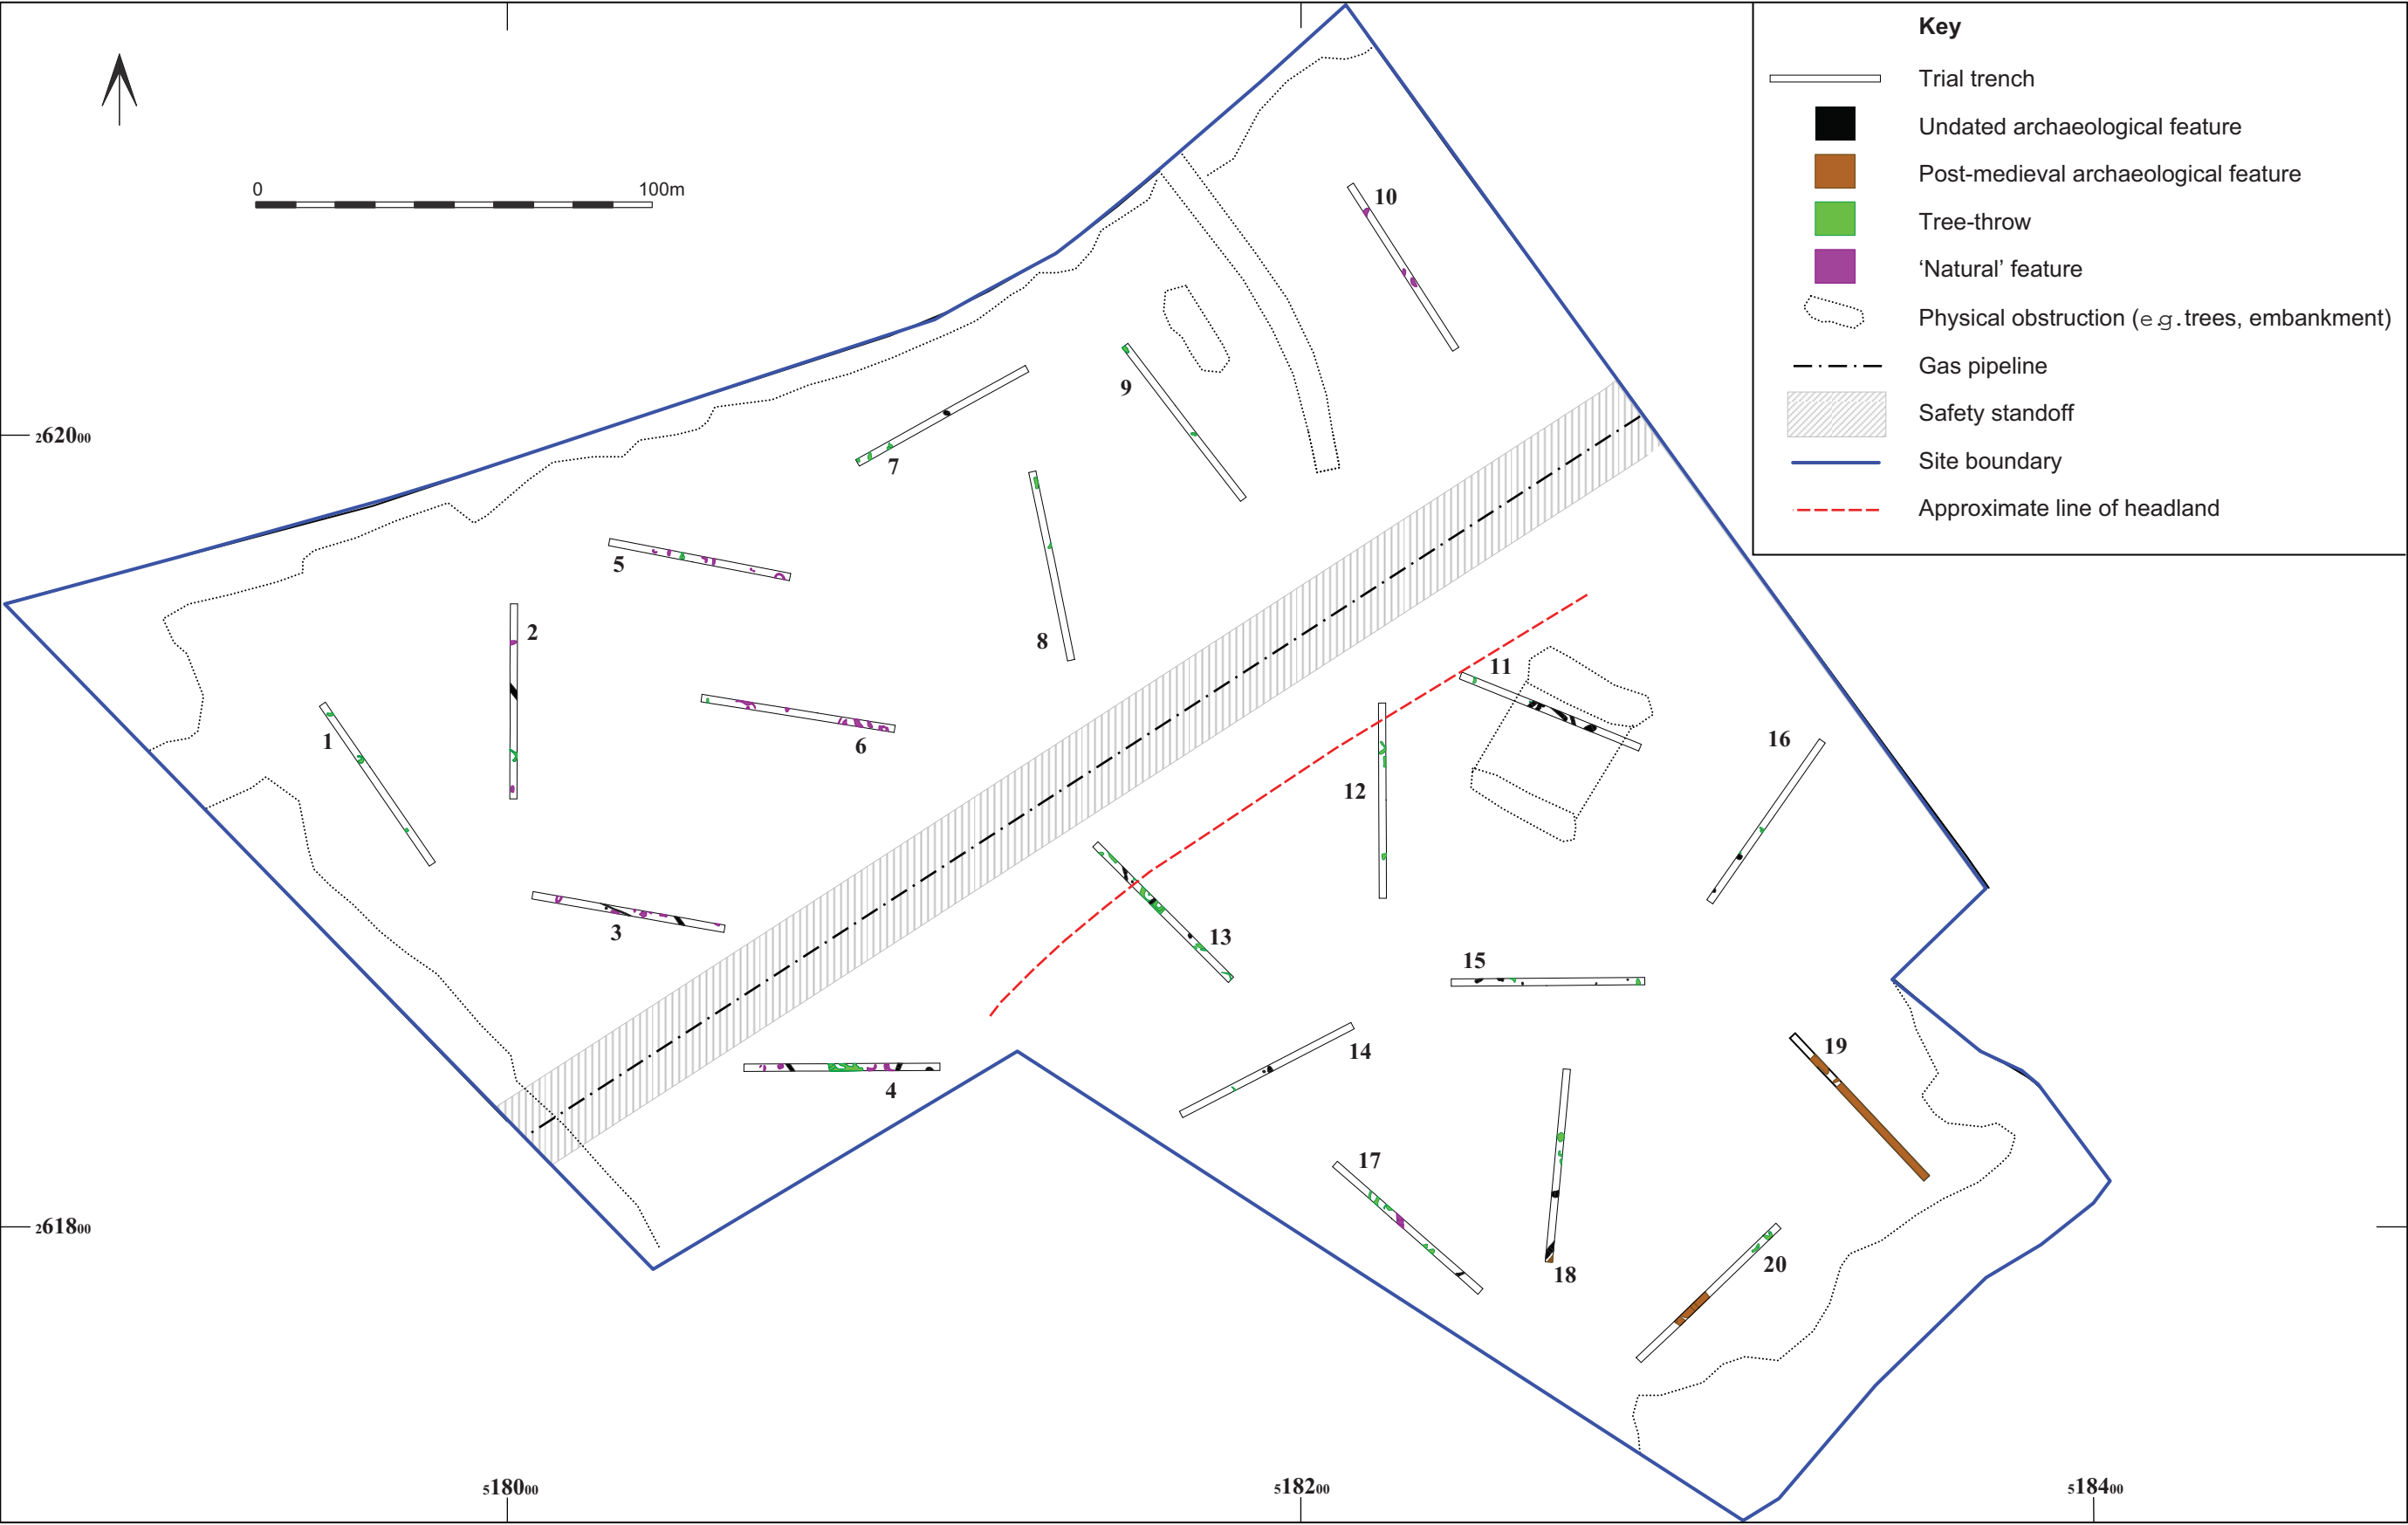 Key
Trial trench
Undated archaeological feature
Post-medieval archaeological feature
Tree-throw
‘Natural’ feature
Physical obstruction (e.g. trees, embankment)
Gas pipeline
Safety standoff
Site boundary
Approximate line of headland
0 100m
10
9
262000
7
5
2
8
11
1
6
16
12
3
13
15
14
19
4
17
261800
18
20
518000
518200
518400